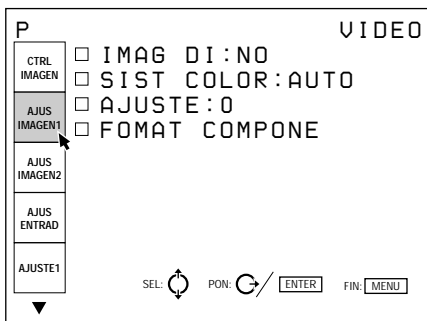 P VIDEO
CTRL
IMAGEN
AJUS
IMAGEN1
AJUS
IMAGEN2
AJUS
ENTRAD
AJUSTE1
IMAG DI:NO
SIST COLOR:AUTO
AJUSTE:0
FOMAT COMPONE
SEL: PON: / ENTER FIN: MENU